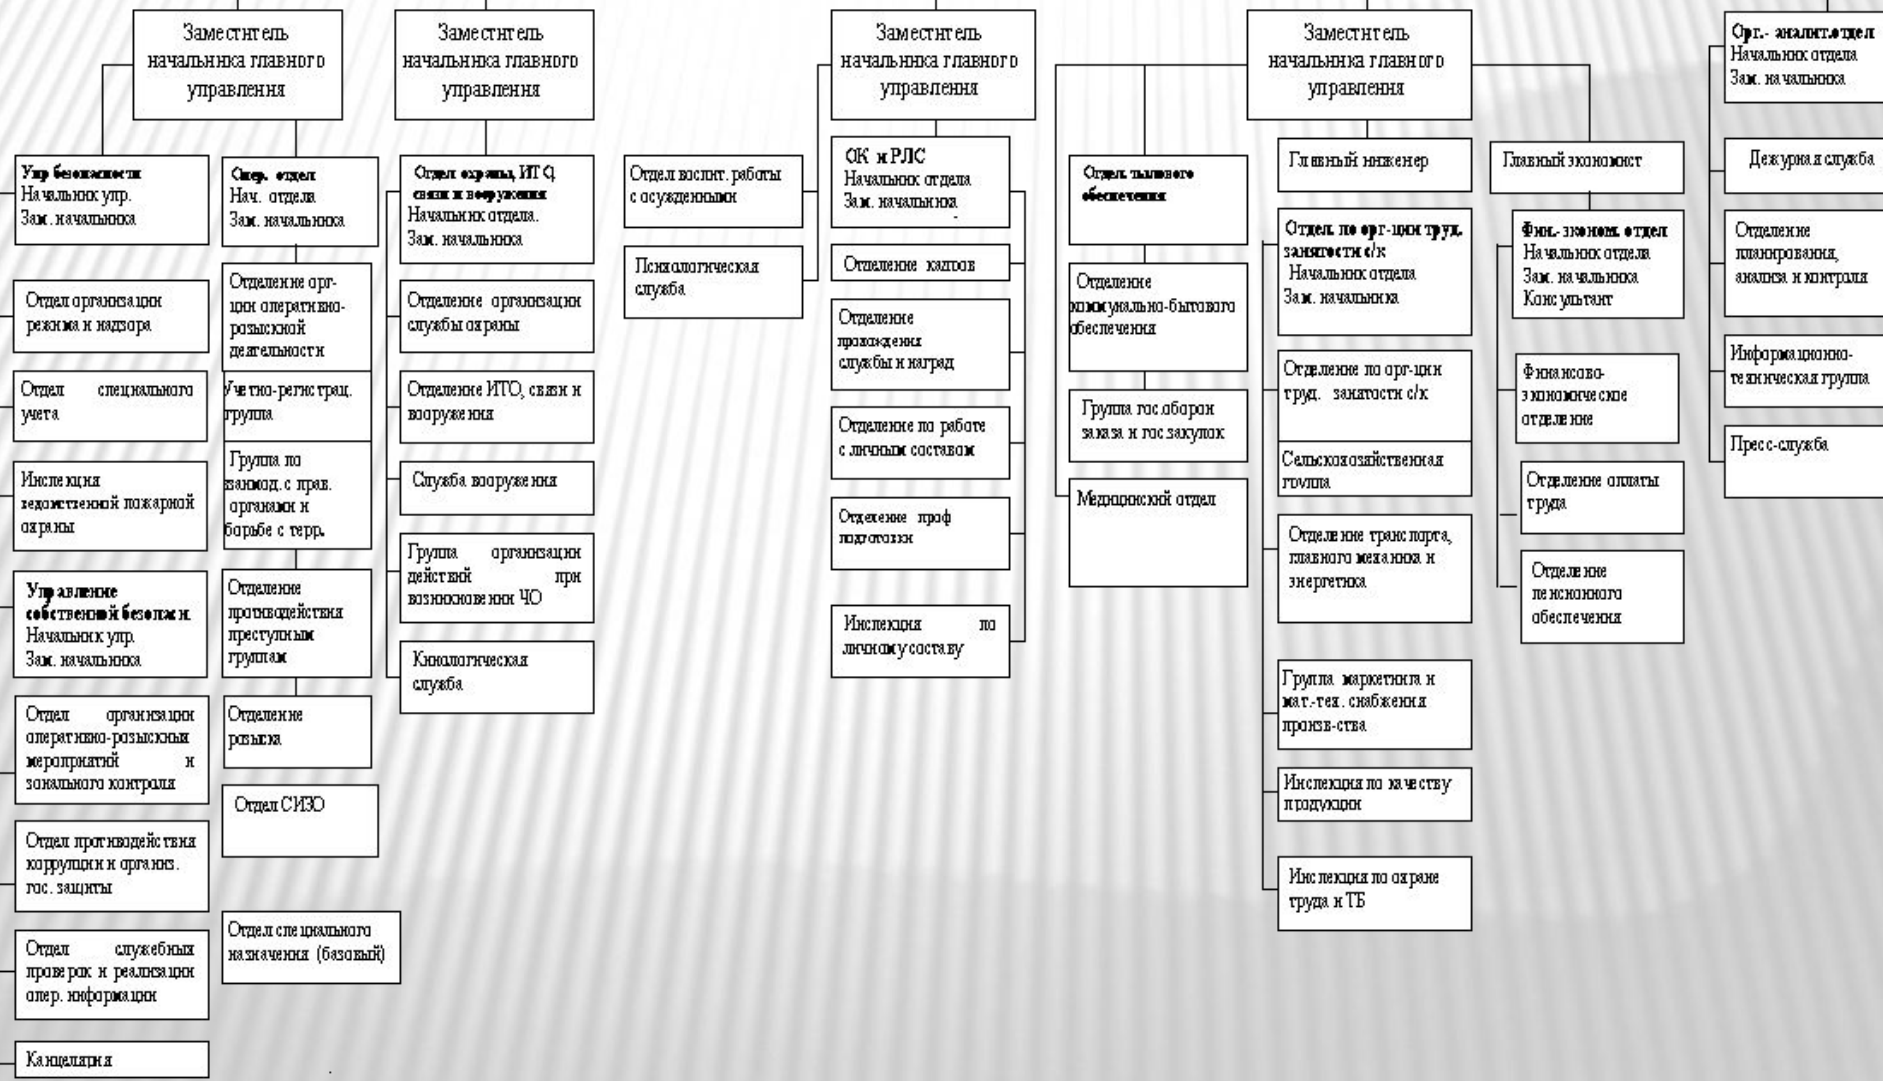 Заместитель
начальника главного
управления
Упр безопасности
Начальник упр.
Зам. начальника
Отдел организации
режима и надзора
Отдел специального
учета
Инспекция
ведомственной пожарной
охраны
Управление
собственной безопасн.
Начальник упр.
Зам. начальника
Отдел организации
оперативно-розыскных
мероприятий и
зонального контроля
Отдел противодействия
коррупции и организ.
гос. защиты
Отдел служебных
проверок и реализации
опер. информации
Канцелярия
Опер. отдел
Нач. отдела
Зам. начальника
Отделение орг-
ции оперативно-
розыскной
деятельности
Учетно-регистрац.
группа
Группа по
взаимод. с прав.
органами и
борьбе с терр.
Отделение
противодействия
преступным
группам
Отделение
розыска
Отдел СИЗО
Отдел специального
назначения (базовый)
Заместитель
начальника главного
управления
Отдел охраны, ИТО,
связи и вооружения
Начальник отдела.
Зам. начальника
Отделение организации
службы охраны
Отделение ИТО, связи и
вооружения
Служба вооружения
Группа организации
действий при
возникновении ЧО
Кинологическая
служба
Заместитель
начальника главного
управления
Отдел воспит. работы
с осужденными
Психологическая
служба
ОК и РЛС
Начальник отдела
Зам. начальника
Отделение кадров
Отделение
прохождения
службы и наград
Отделение по работе
с личным составом
Отделение проф
подготовки
Инспекция по
личному составу
Заместитель
начальника главного
управления
Отдел тылового
обеспечения
Отделение
коммунально-бытового
обеспечения
Группа гос.оборон
заказа и гос.закупок
Медицинский отдел
Главный инженер
Отдел по орг-ции труд.
занятости с/к
Начальник отдела
Зам. начальника
Отделение по орг-ции
труд. занятости с/к
Сельскохозяйственная
группа
Отделение транспорта,
главного механика и
энергетика
Группа маркетинга и
мат.-тех. снабжения
произв-ства
Инспекция по качеству
продукции
Инспекция по охране
труда и ТБ
Главный экономист
Фин.- эконом. отдел
Начальник отдела
Зам. начальника
Консультант
Финансово-
экономическое
отделение
Отделение оплаты
труда
Отделение
пенсионного
обеспечения
Орг.- аналит.отдел
Начальник отдела
Зам. начальника
Дежурная служба
Отделение
планирования,
анализа и контроля
Информационно-
техническая группа
Пресс-служба